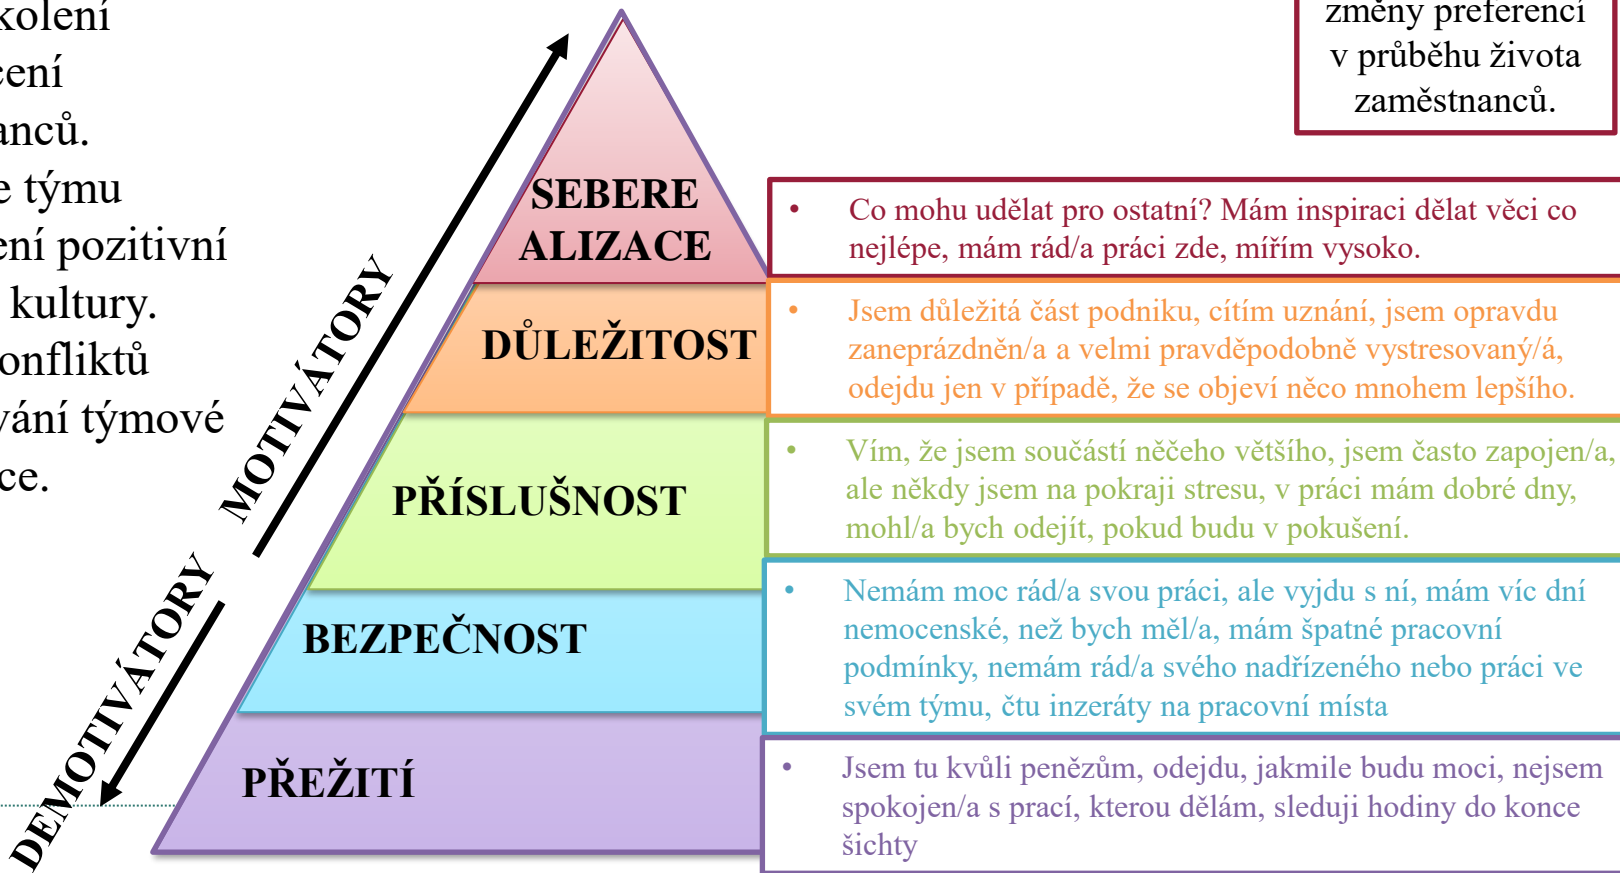 kolení
cení
anců.
e týmu
ení pozitivní
kultury.
onfliktů
vání týmové
ce.
změny preferencí
v průběhu života
zaměstnanců.
MOTIVÁTORY
DEMOTIVÁTORY
SEBERE
ALIZACE
• Co mohu udělat pro ostatní? Mám inspiraci dělat věci co
nejlépe, mám rád/a práci zde, mířím vysoko.
DŮLEŽITOST
• Jsem důležitá část podniku, cítím uznání, jsem opravdu
zaneprázdněn/a a velmi pravděpodobně vystresovaný/á,
odejdu jen v případě, že se objeví něco mnohem lepšího.
PŘÍSLUŠNOST
• Vím, že jsem součástí něčeho většího, jsem často zapojen/a,
ale někdy jsem na pokraji stresu, v práci mám dobré dny,
mohl/a bych odejít, pokud budu v pokušení.
BEZPEČNOST
• Nemám moc rád/a svou práci, ale vyjdu s ní, mám víc dní
nemocenské, než bych měl/a, mám špatné pracovní
podmínky, nemám rád/a svého nadřízeného nebo práci ve
svém týmu, čtu inzeráty na pracovní místa
PŘEŽITÍ
• Jsem tu kvůli penězům, odejdu, jakmile budu moci, nejsem
spokojen/a s prací, kterou dělám, sleduji hodiny do konce
šichty